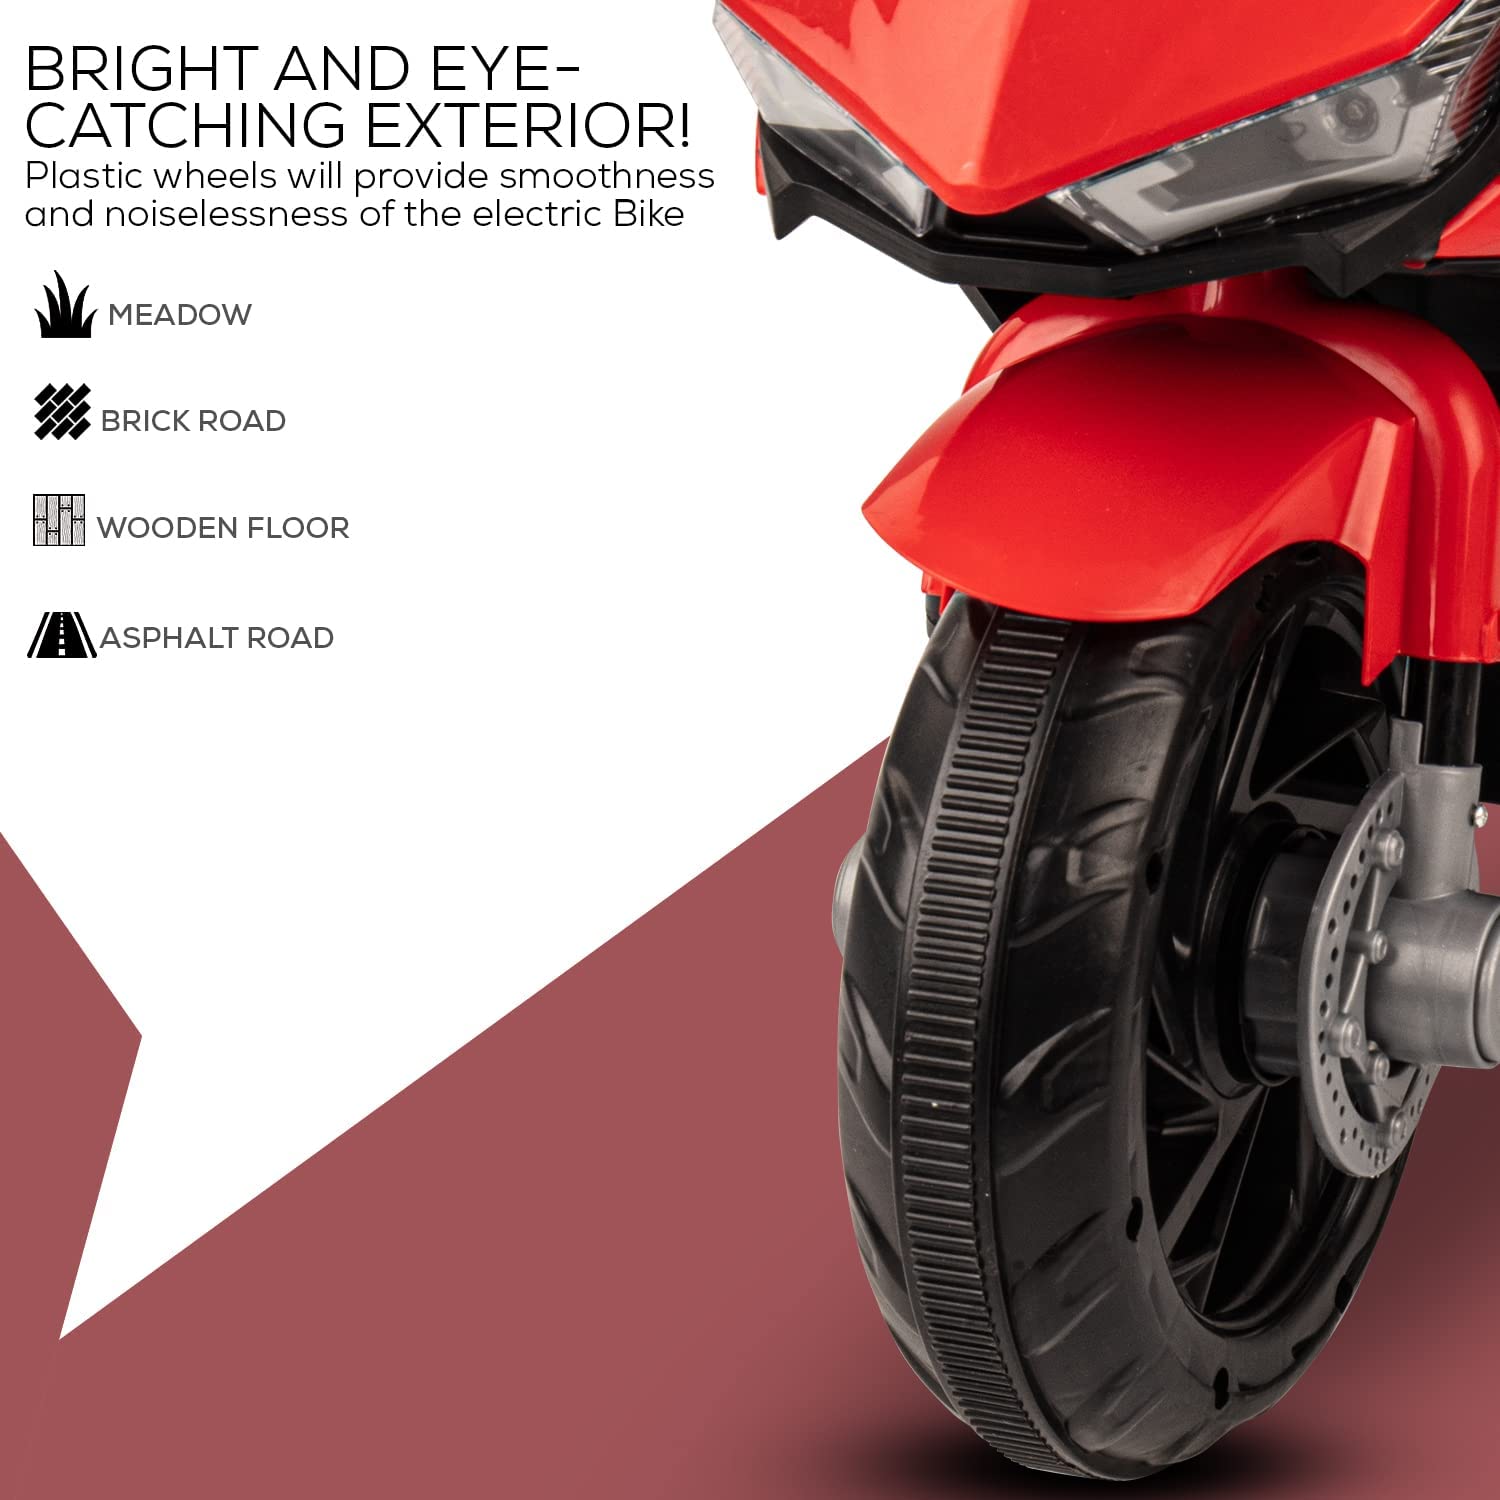 BRIGHT AND EYE-
CATCHING EXTERIOR!
Plastic wheels will provide smoothness
and noiselessness of the electric Bike
MEADOW
BRICK ROAD
WOODEN FLOOR
ASPHALT ROAD